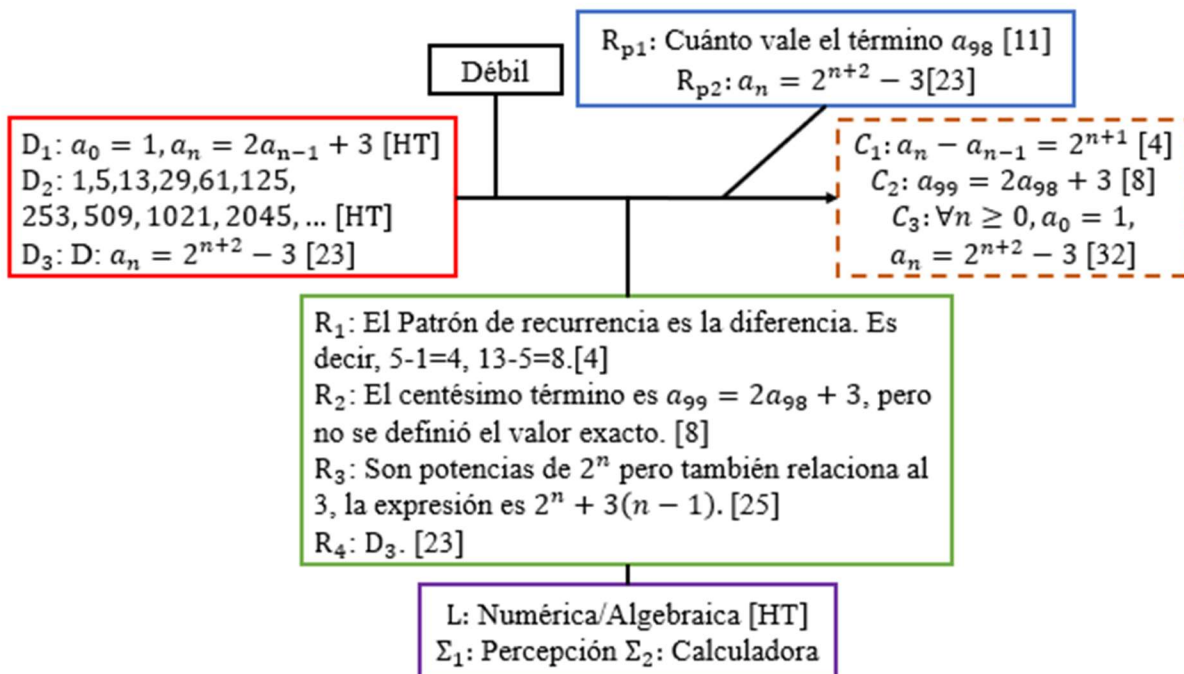 Débil
R_p1: Cuánto vale el término a_98 [11]
R_p2: a_n = 2^{n+2} − 3[23]
D_1: a_0 = 1, a_n = 2a_{n−1} + 3 [HT]
D_2: 1,5,13,29,61,125,
253, 509, 1021, 2045, … [HT]
D_3: D: a_n = 2^{n+2} − 3 [23]
C_1: a_n − a_{n−1} = 2^{n+1} [4]
C_2: a_99 = 2a_98 + 3 [8]
C_3: ∀n ≥ 0, a_0 = 1,
a_n = 2^{n+2} − 3 [32]
R_1: El Patrón de recurrencia es la diferencia. Es
decir, 5-1=4, 13-5=8.[4]
R_2: El centésimo término es a_99 = 2a_98 + 3, pero
no se definió el valor exacto. [8]
R_3: Son potencias de 2^n pero también relaciona al
3, la expresión es 2^n + 3(n − 1). [25]
R_4: D_3. [23]
L: Numérica/Algebraica [HT]
Σ_1: Percepción Σ_2: Calculadora